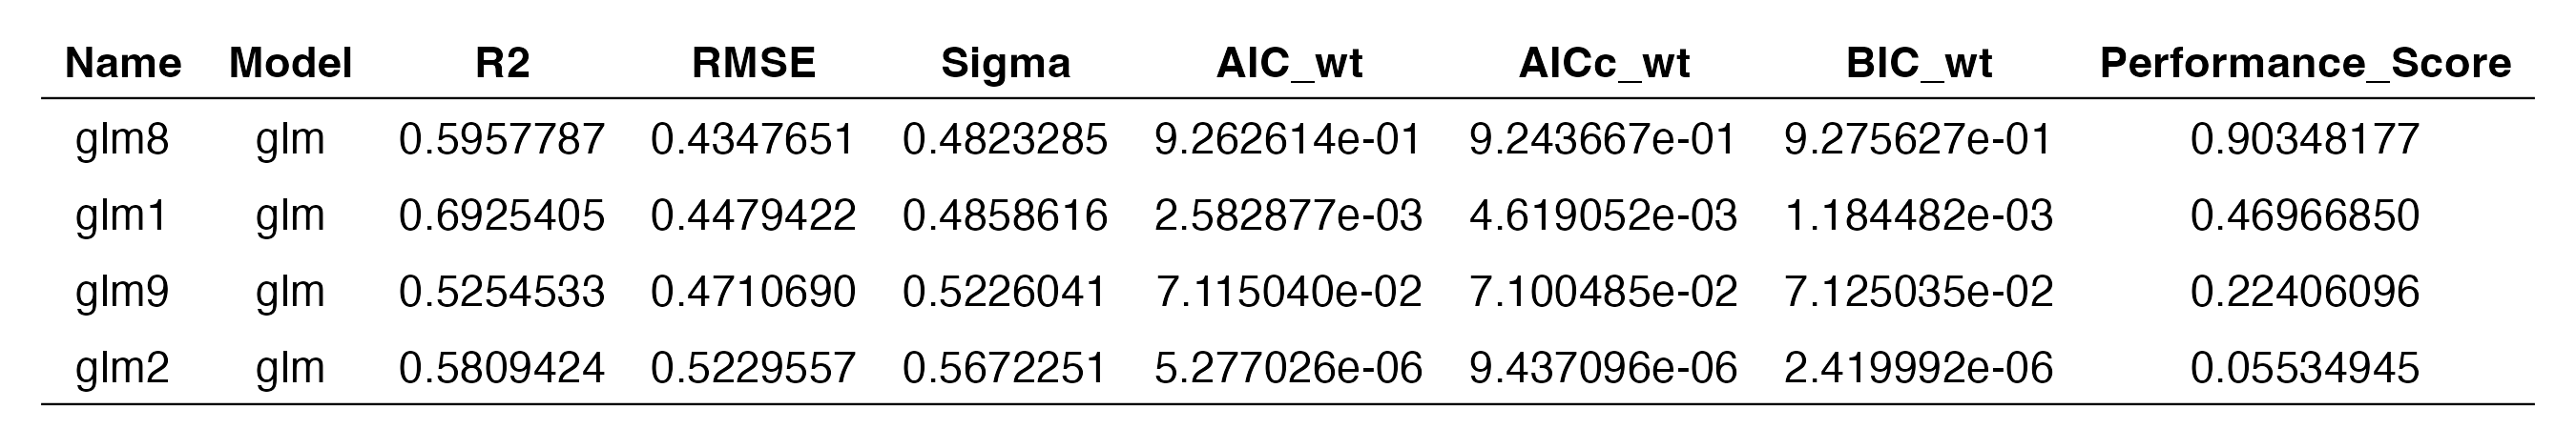 Name Model R2 RMSE Sigma AIC_wt AICc_wt BIC_wt Performance_Score
glm8 glm 0.5957787 0.4347651 0.4823285 9.262614e-01 9.243667e-01 9.275627e-01 0.90348177
glm1 glm 0.6925405 0.4479422 0.4858616 2.582877e-03 4.619052e-03 1.184482e-03 0.46966850
glm9 glm 0.5254533 0.4710690 0.5226041 7.115040e-02 7.100485e-02 7.125035e-02 0.22406096
glm2 glm 0.5809424 0.5229557 0.5672251 5.277026e-06 9.437096e-06 2.419992e-06 0.05534945